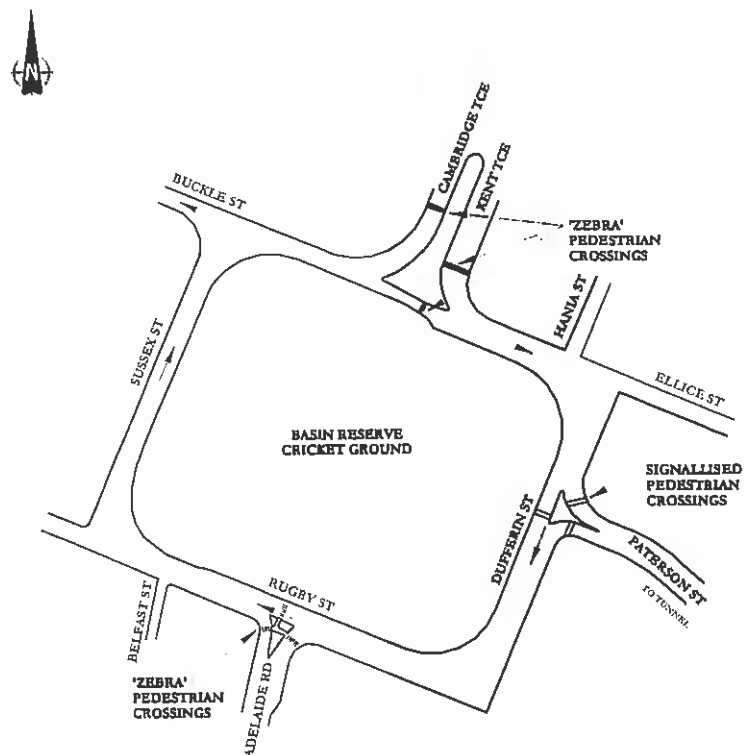 N
CAMBRIDGE TCE
KENT TCE
BUCKLE ST
'ZEBRA'
PEDESTRIAN
CROSSINGS
HANIA ST
SUSSEX ST
ELLICE ST
BASIN RESERVE
CRICKET GROUND
SIGNALLISED
PEDESTRIAN
CROSSINGS
DUFFERIN ST
PATERSON ST
TO TUNNEL
RUGBY ST
BELFAST ST
'ZEBRA'
PEDESTRIAN
CROSSINGS
ADELAIDE RD